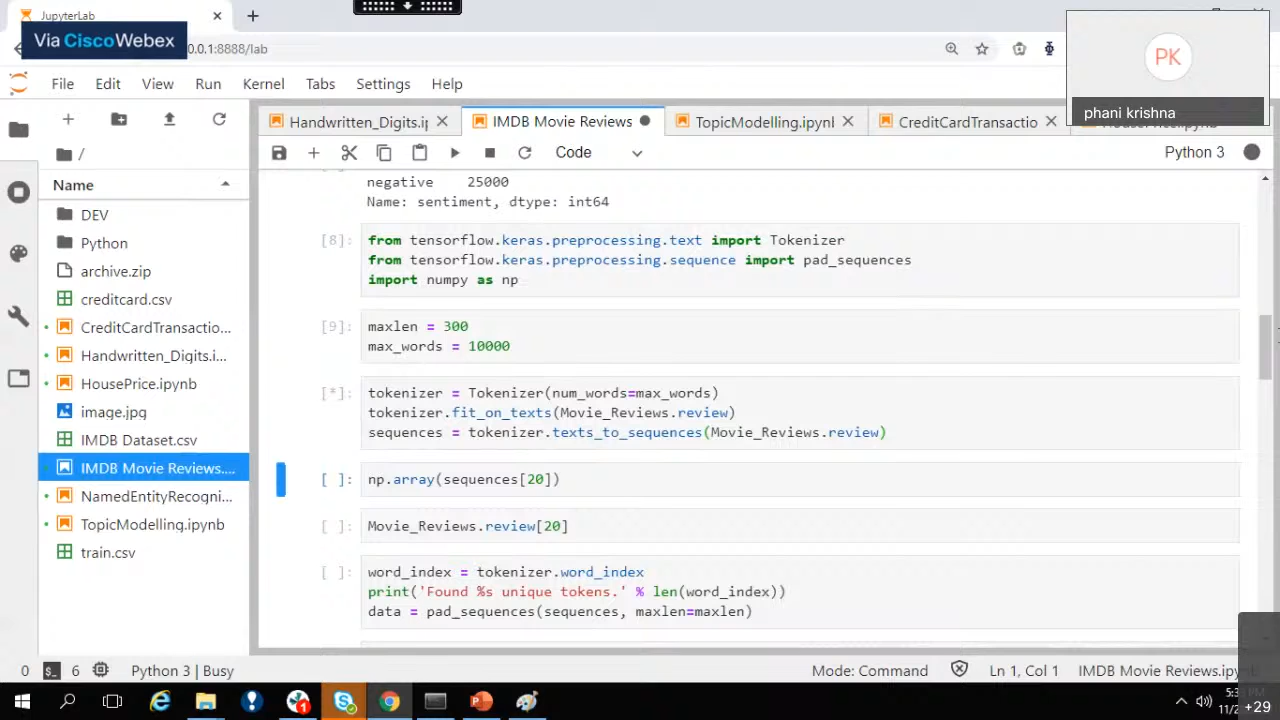 JupyterLab
Via Cisco Webex
0.0.1:8888/lab
PK
phani krishna
File Edit View Run Kernel Tabs Settings Help
Handwritten_Digits.i
IMDB Movie Reviews
TopicModelling.ipynb
CreditCardTransactio
Code
Python 3
/
Name
DEV
Python
archive.zip
creditcard.csv
CreditCardTransactio...
Handwritten_Digits.i...
HousePrice.ipynb
image.jpg
IMDB Dataset.csv
IMDB Movie Reviews....
NamedEntityRecogni...
TopicModelling.ipynb
train.csv
negative 25000
Name: sentiment, dtype: int64
[8]: from tensorflow.keras.preprocessing.text import Tokenizer
from tensorflow.keras.preprocessing.sequence import pad_sequences
import numpy as np
[9]: maxlen = 300
max_words = 10000
[*]: tokenizer = Tokenizer(num_words=max_words)
tokenizer.fit_on_texts(Movie_Reviews.review)
sequences = tokenizer.texts_to_sequences(Movie_Reviews.review)
[ ]: np.array(sequences[20])
[ ]: Movie_Reviews.review[20]
[ ]: word_index = tokenizer.word_index
print('Found %s unique tokens.' % len(word_index))
data = pad_sequences(sequences, maxlen=maxlen)
0 6 Python 3 | Busy
Mode: Command Ln 1, Col 1 IMDB Movie Reviews.ipynb
1
+29